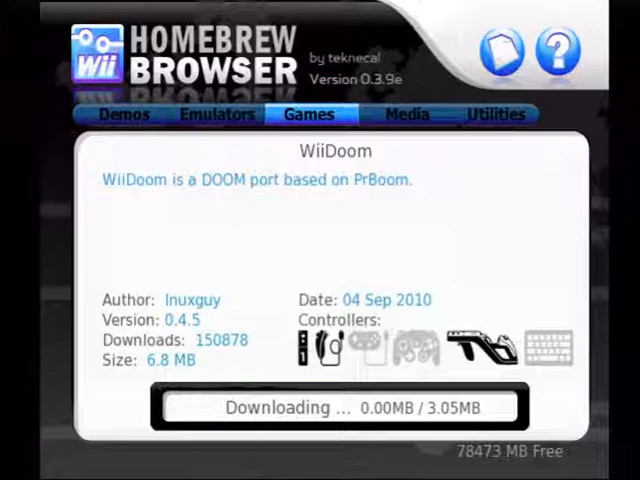 Wii
HOMEBREW
BROWSER
by teknecal
Version 0.3.9e
?
Demos Emulators Games Media Utilities
WiiDoom
WiiDoom is a DOOM port based on PrBoom.
Author: lnuxguy Date: 04 Sep 2010
Version: 0.4.5 Controllers:
Downloads: 150878
Size: 6.8 MB
1
Downloading ... 0.00MB / 3.05MB
78473 MB Free